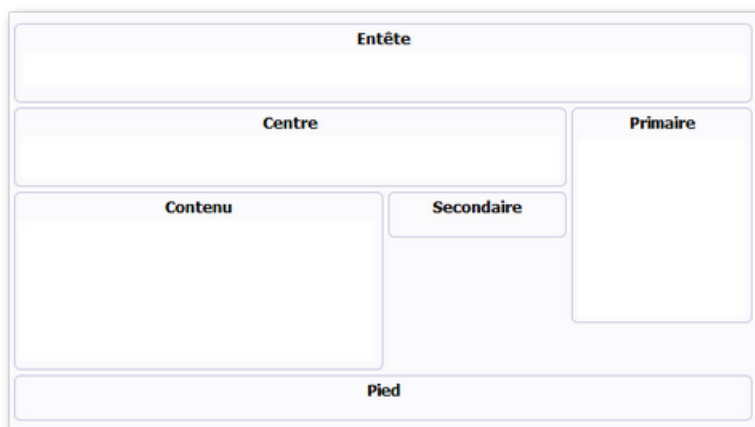 Entête
Centre
Primaire
Contenu
Secondaire
Pied